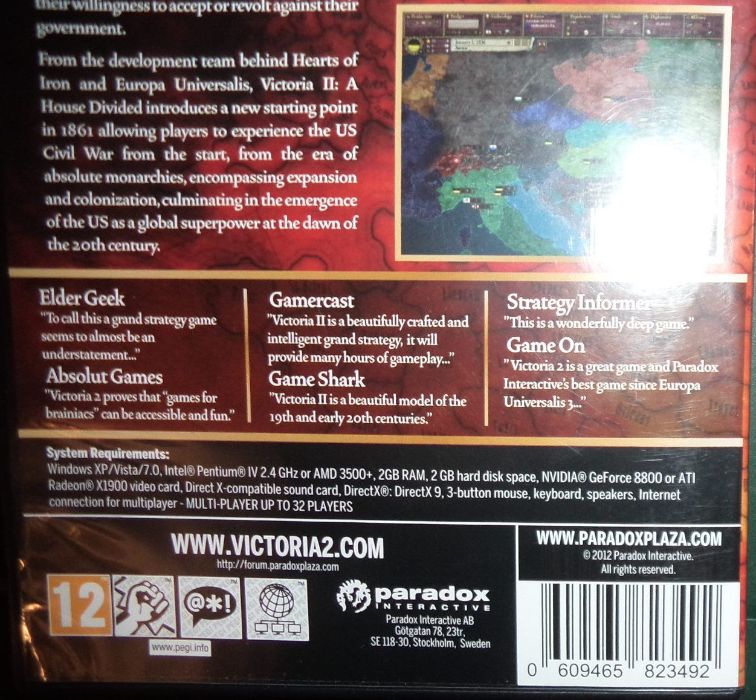 their willingness to accept or revolt against their
government.
From the development team behind Hearts of
Iron and Europa Universalis, Victoria II: A
House Divided introduces a new starting point
in 1861 allowing players to experience the US
Civil War from the start, from the era of
absolute monarchies, encompassing expansion
and colonization, culminating in the emergence
of the US as a global superpower at the dawn of
the 20th century.
January 1, 1836
Elder Geek
"To call this a grand strategy game
seems to almost be an
understatement..."
Absolut Games
"Victoria 2 proves that "games for
brainiacs" can be accessible and fun."
Gamercast
"Victoria II is a beautifully crafted and
intelligent grand strategy, it will
provide many hours of gameplay..."
Game Shark
"Victoria II is a beautiful model of the
19th and early 20th centuries."
Strategy Informer
"This is a wonderfully deep game."
Game On
"Victoria 2 is a great game and Paradox
Interactive's best game since Europa
Universalis 3..."
System Requirements:
Windows XP/Vista/7.0, Intel® Pentium® IV 2.4 GHz or AMD 3500+, 2GB RAM, 2 GB hard disk space, NVIDIA® GeForce 8800 or ATI
Radeon® X1900 video card, Direct X-compatible sound card, DirectX®: DirectX 9, 3-button mouse, keyboard, speakers, Internet
connection for multiplayer - MULTI-PLAYER UP TO 32 PLAYERS
WWW.VICTORIA2.COM
http://forum.paradoxplaza.com
12
@*!
www.pegi.info
paradox
INTERACTIVE
Paradox Interactive AB
Götgatan 78, 23tr,
SE 118-30, Stockholm, Sweden
WWW.PARADOXPLAZA.COM
© 2012 Paradox Interactive.
All rights reserved.
0 609465 823492